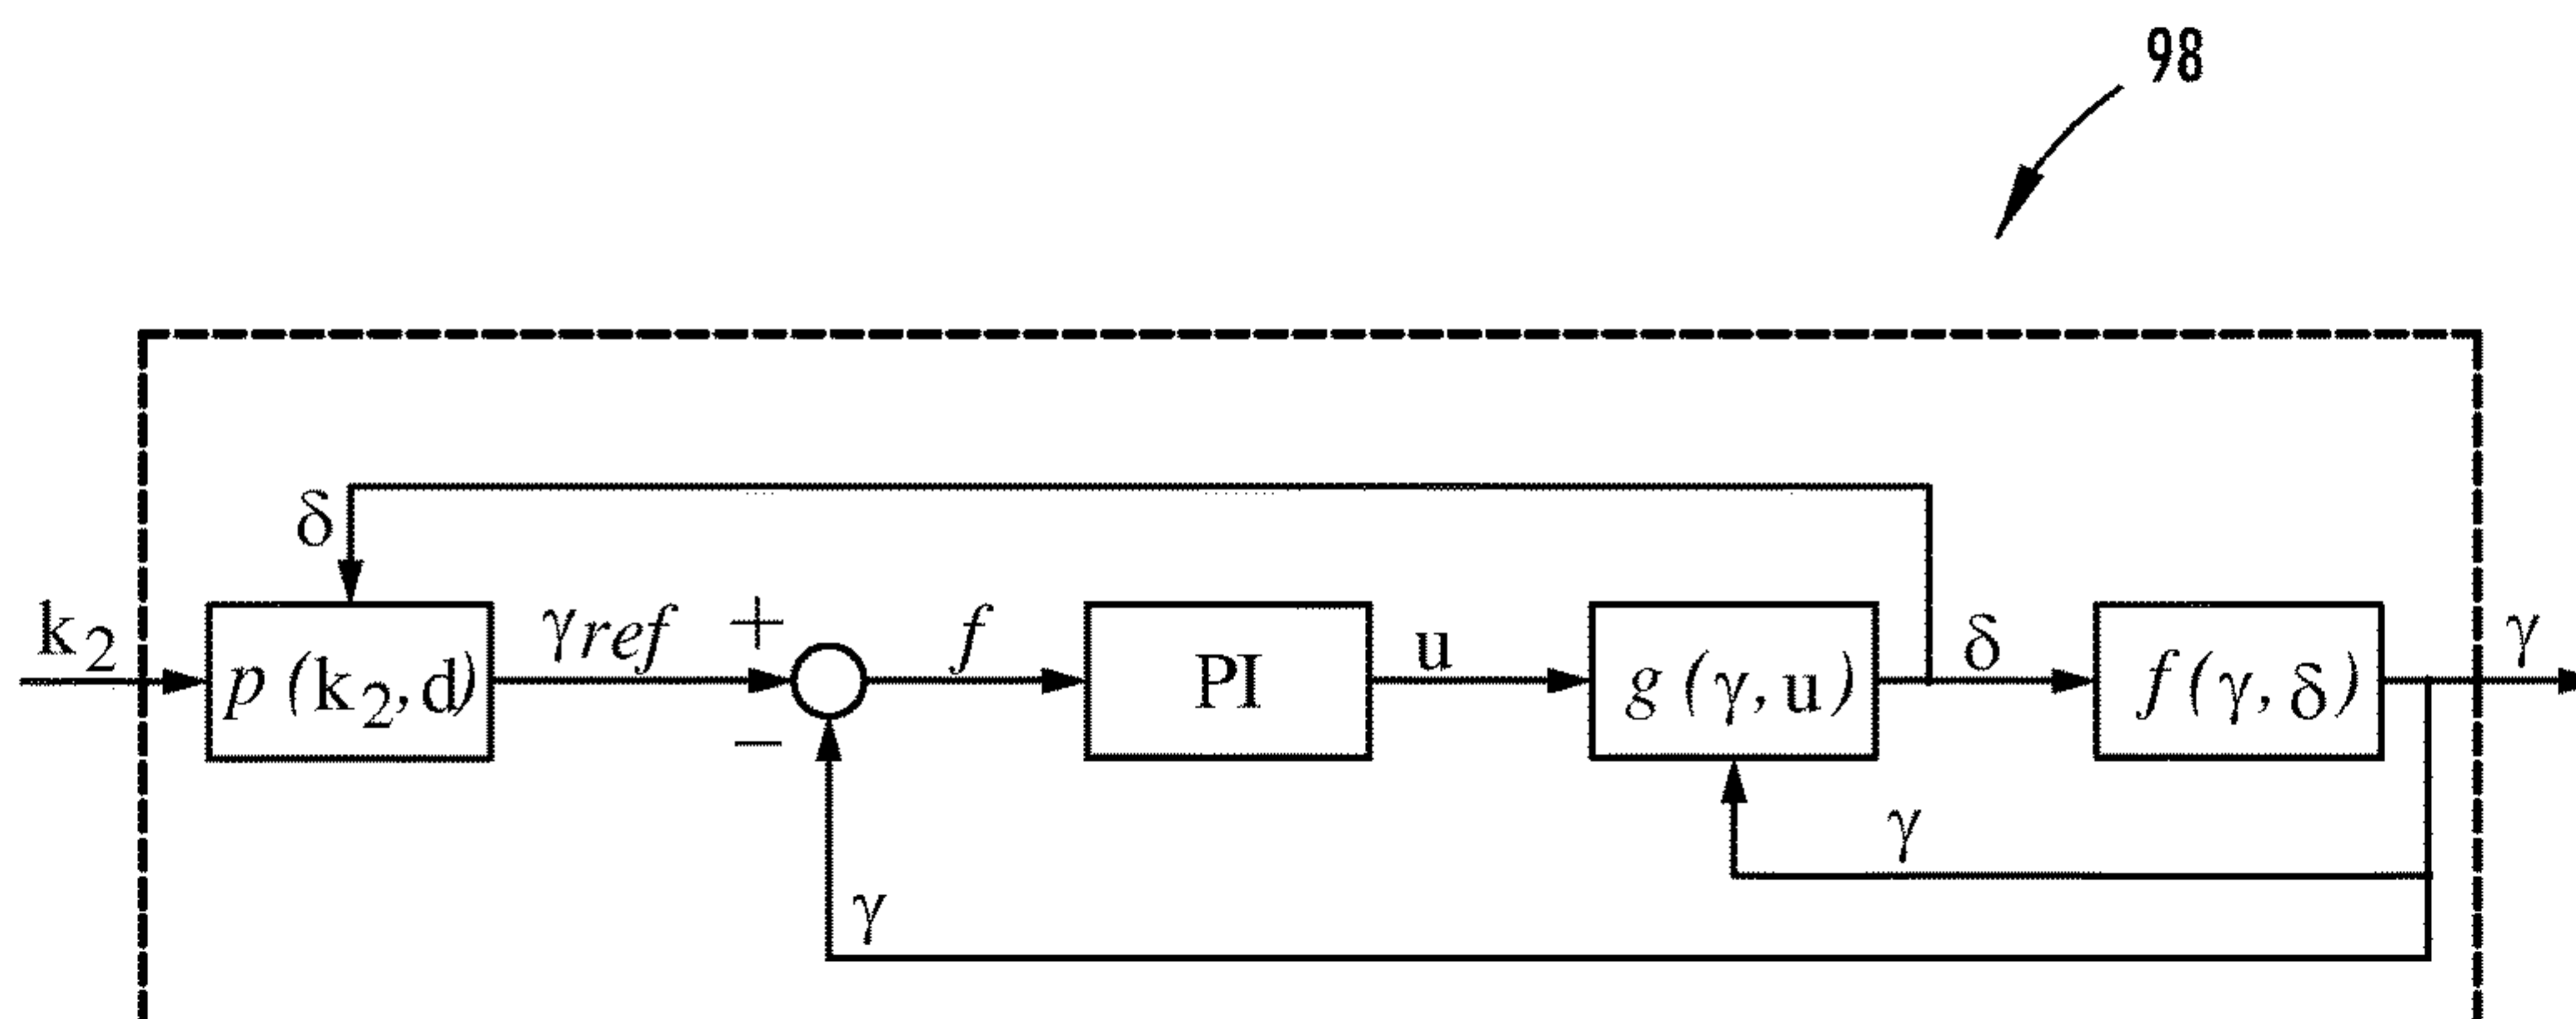 98
δ
k2
p (k2,d)
γref
+
−
f
PI
u
g (γ,u)
δ
f(γ,δ)
γ
γ
γ